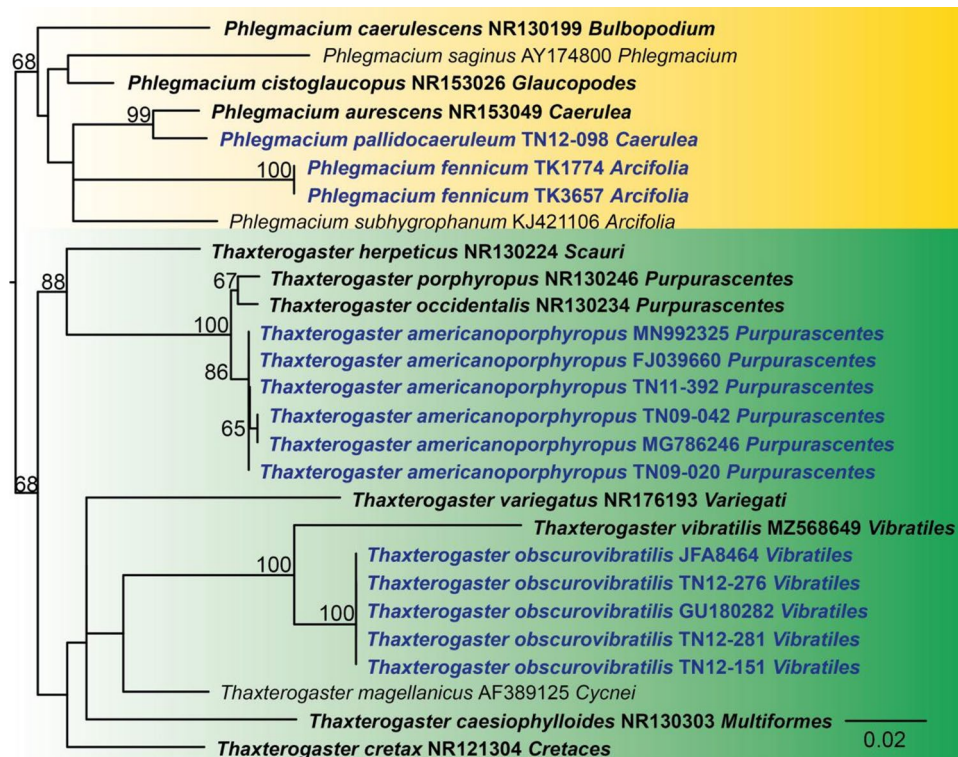 Phlegmacium caerulescens NR130199 Bulbopodium
68
Phlegmacium saginus AY174800 Phlegmacium
Phlegmacium cistoglaucopus NR153026 Glaucopodes
99
Phlegmacium aurescens NR153049 Caerulea
Phlegmacium pallidocaeruleum TN12-098 Caerulea
100
Phlegmacium fennicum TK1774 Arcifolia
Phlegmacium fennicum TK3657 Arcifolia
Phlegmacium subhygrophanum KJ421106 Arcifolia
Thaxterogaster herpeticus NR130224 Scauri
88
67
Thaxterogaster porphyropus NR130246 Purpurascentes
Thaxterogaster occidentalis NR130234 Purpurascentes
100
Thaxterogaster americanoporphyropus MN992325 Purpurascentes
Thaxterogaster americanoporphyropus FJ039660 Purpurascentes
86
Thaxterogaster americanoporphyropus TN11-392 Purpurascentes
Thaxterogaster americanoporphyropus TN09-042 Purpurascentes
65
Thaxterogaster americanoporphyropus MG786246 Purpurascentes
Thaxterogaster americanoporphyropus TN09-020 Purpurascentes
68
Thaxterogaster variegatus NR176193 Variegati
Thaxterogaster vibratilis MZ568649 Vibratiles
100
Thaxterogaster obscurovibratilis JFA8464 Vibratiles
Thaxterogaster obscurovibratilis TN12-276 Vibratiles
100
Thaxterogaster obscurovibratilis GU180282 Vibratiles
Thaxterogaster obscurovibratilis TN12-281 Vibratiles
Thaxterogaster obscurovibratilis TN12-151 Vibratiles
Thaxterogaster magellanicus AF389125 Cycnei
Thaxterogaster caesiophylloides NR130303 Multiformes
0.02
Thaxterogaster cretax NR121304 Cretaces